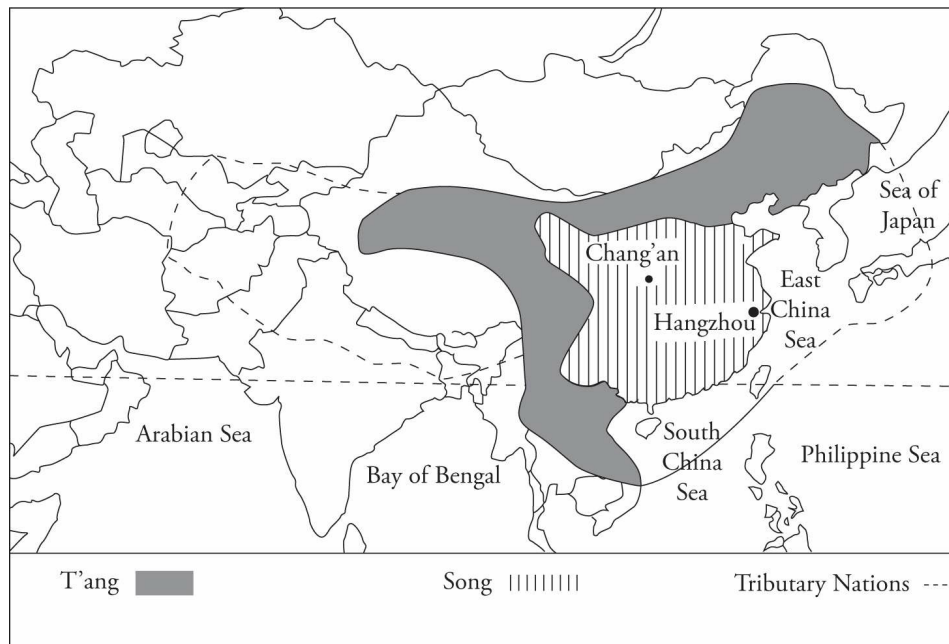 Sea of
Japan
Chang’an
East
China
Sea
Hangzhou
Arabian Sea
Bay of Bengal
South
China
Sea
Philippine Sea
T’ang
Song
Tributary Nations